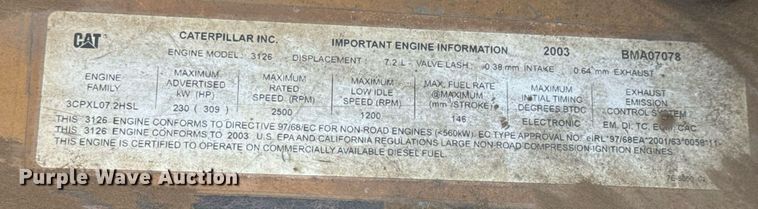 CAT CATERPILLAR INC. IMPORTANT ENGINE INFORMATION 2003 BMA07078
ENGINE MODEL: 3126 DISPLACEMENT 7.2 L VALVE LASH: 0.38 mm INTAKE 0.64 mm EXHAUST
ENGINE FAMILY MAXIMUM ADVERTISED kW (HP) MAXIMUM RATED SPEED (RPM) MAXIMUM LOW IDLE SPEED (RPM) MAX. FUEL RATE @MAXIMUM (mm /STROKE) MAXIMUM INITIAL TIMING DEGREES BTDC EXHAUST EMISSION CONTROL SYSTEM
3CPXL07.2HSL 230 ( 309 ) 2500 1200 146 ELECTRONIC EM, DI, TC, ECM, CAC
THIS 3126 ENGINE CONFORMS TO DIRECTIVE 97/68/EC FOR NON-ROAD ENGINES (<560kW). EC TYPE APPROVAL NO.
THIS 3126 ENGINE CONFORMS TO 2003 U.S. EPA AND CALIFORNIA REGULATIONS LARGE NON-ROAD COMPRESSION-IGNITION ENGINES.
THIS ENGINE IS CERTIFIED TO OPERATE ON COMMERCIALLY AVAILABLE DIESEL FUEL.
Purple Wave Auction